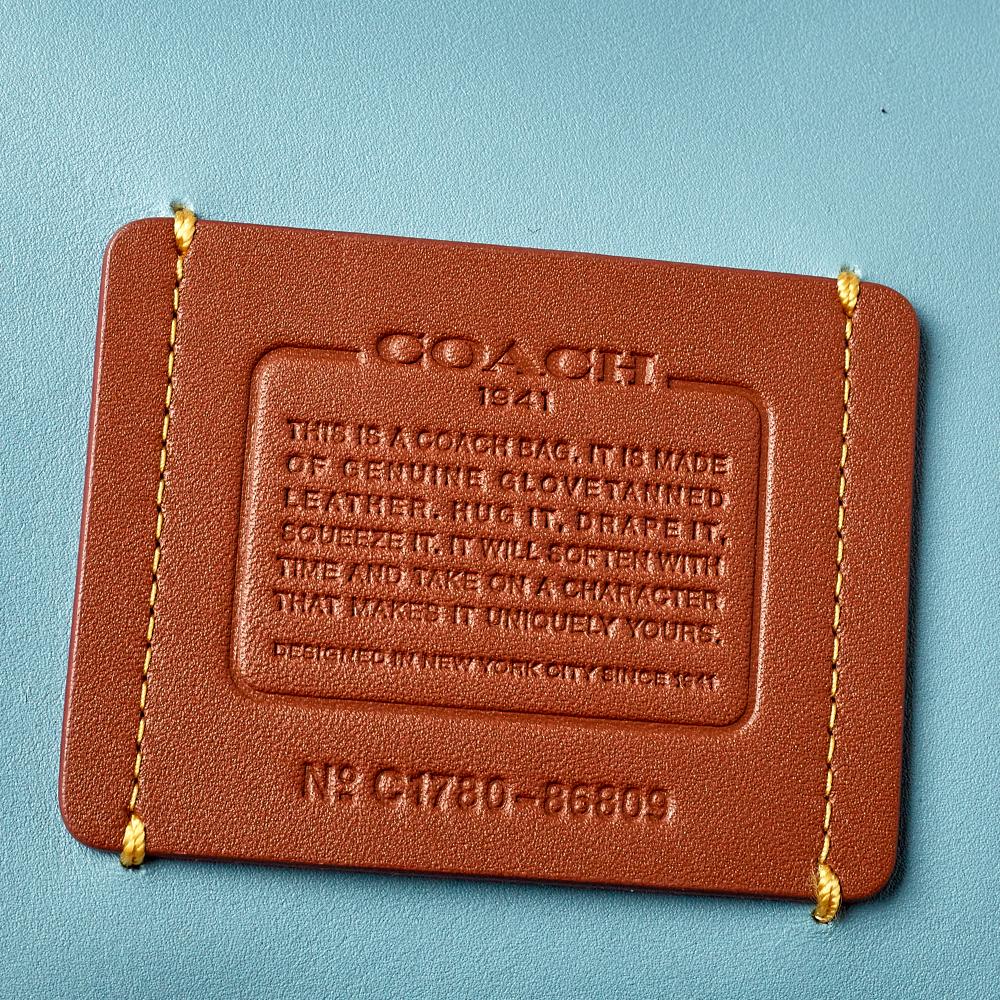 COACH
1941
THIS IS A COACH BAG. IT IS MADE
OF GENUINE GLOVETANNED
LEATHER. HUG IT, DRAPE IT,
SQUEEZE IT. IT WILL SOFTEN WITH
TIME AND TAKE ON A CHARACTER
THAT MAKES IT UNIQUELY YOURS.
DESIGNED IN NEW YORK CITY SINCE 1941
Nº C1780-86809